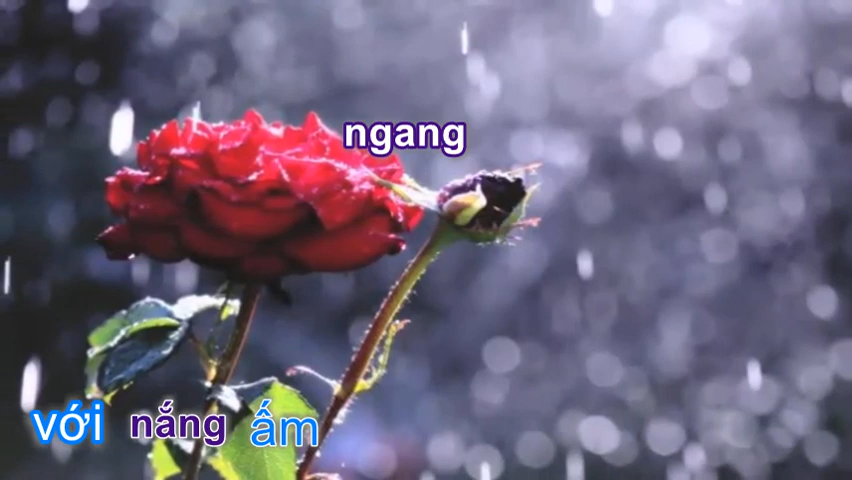 ngang
với nắng ấm